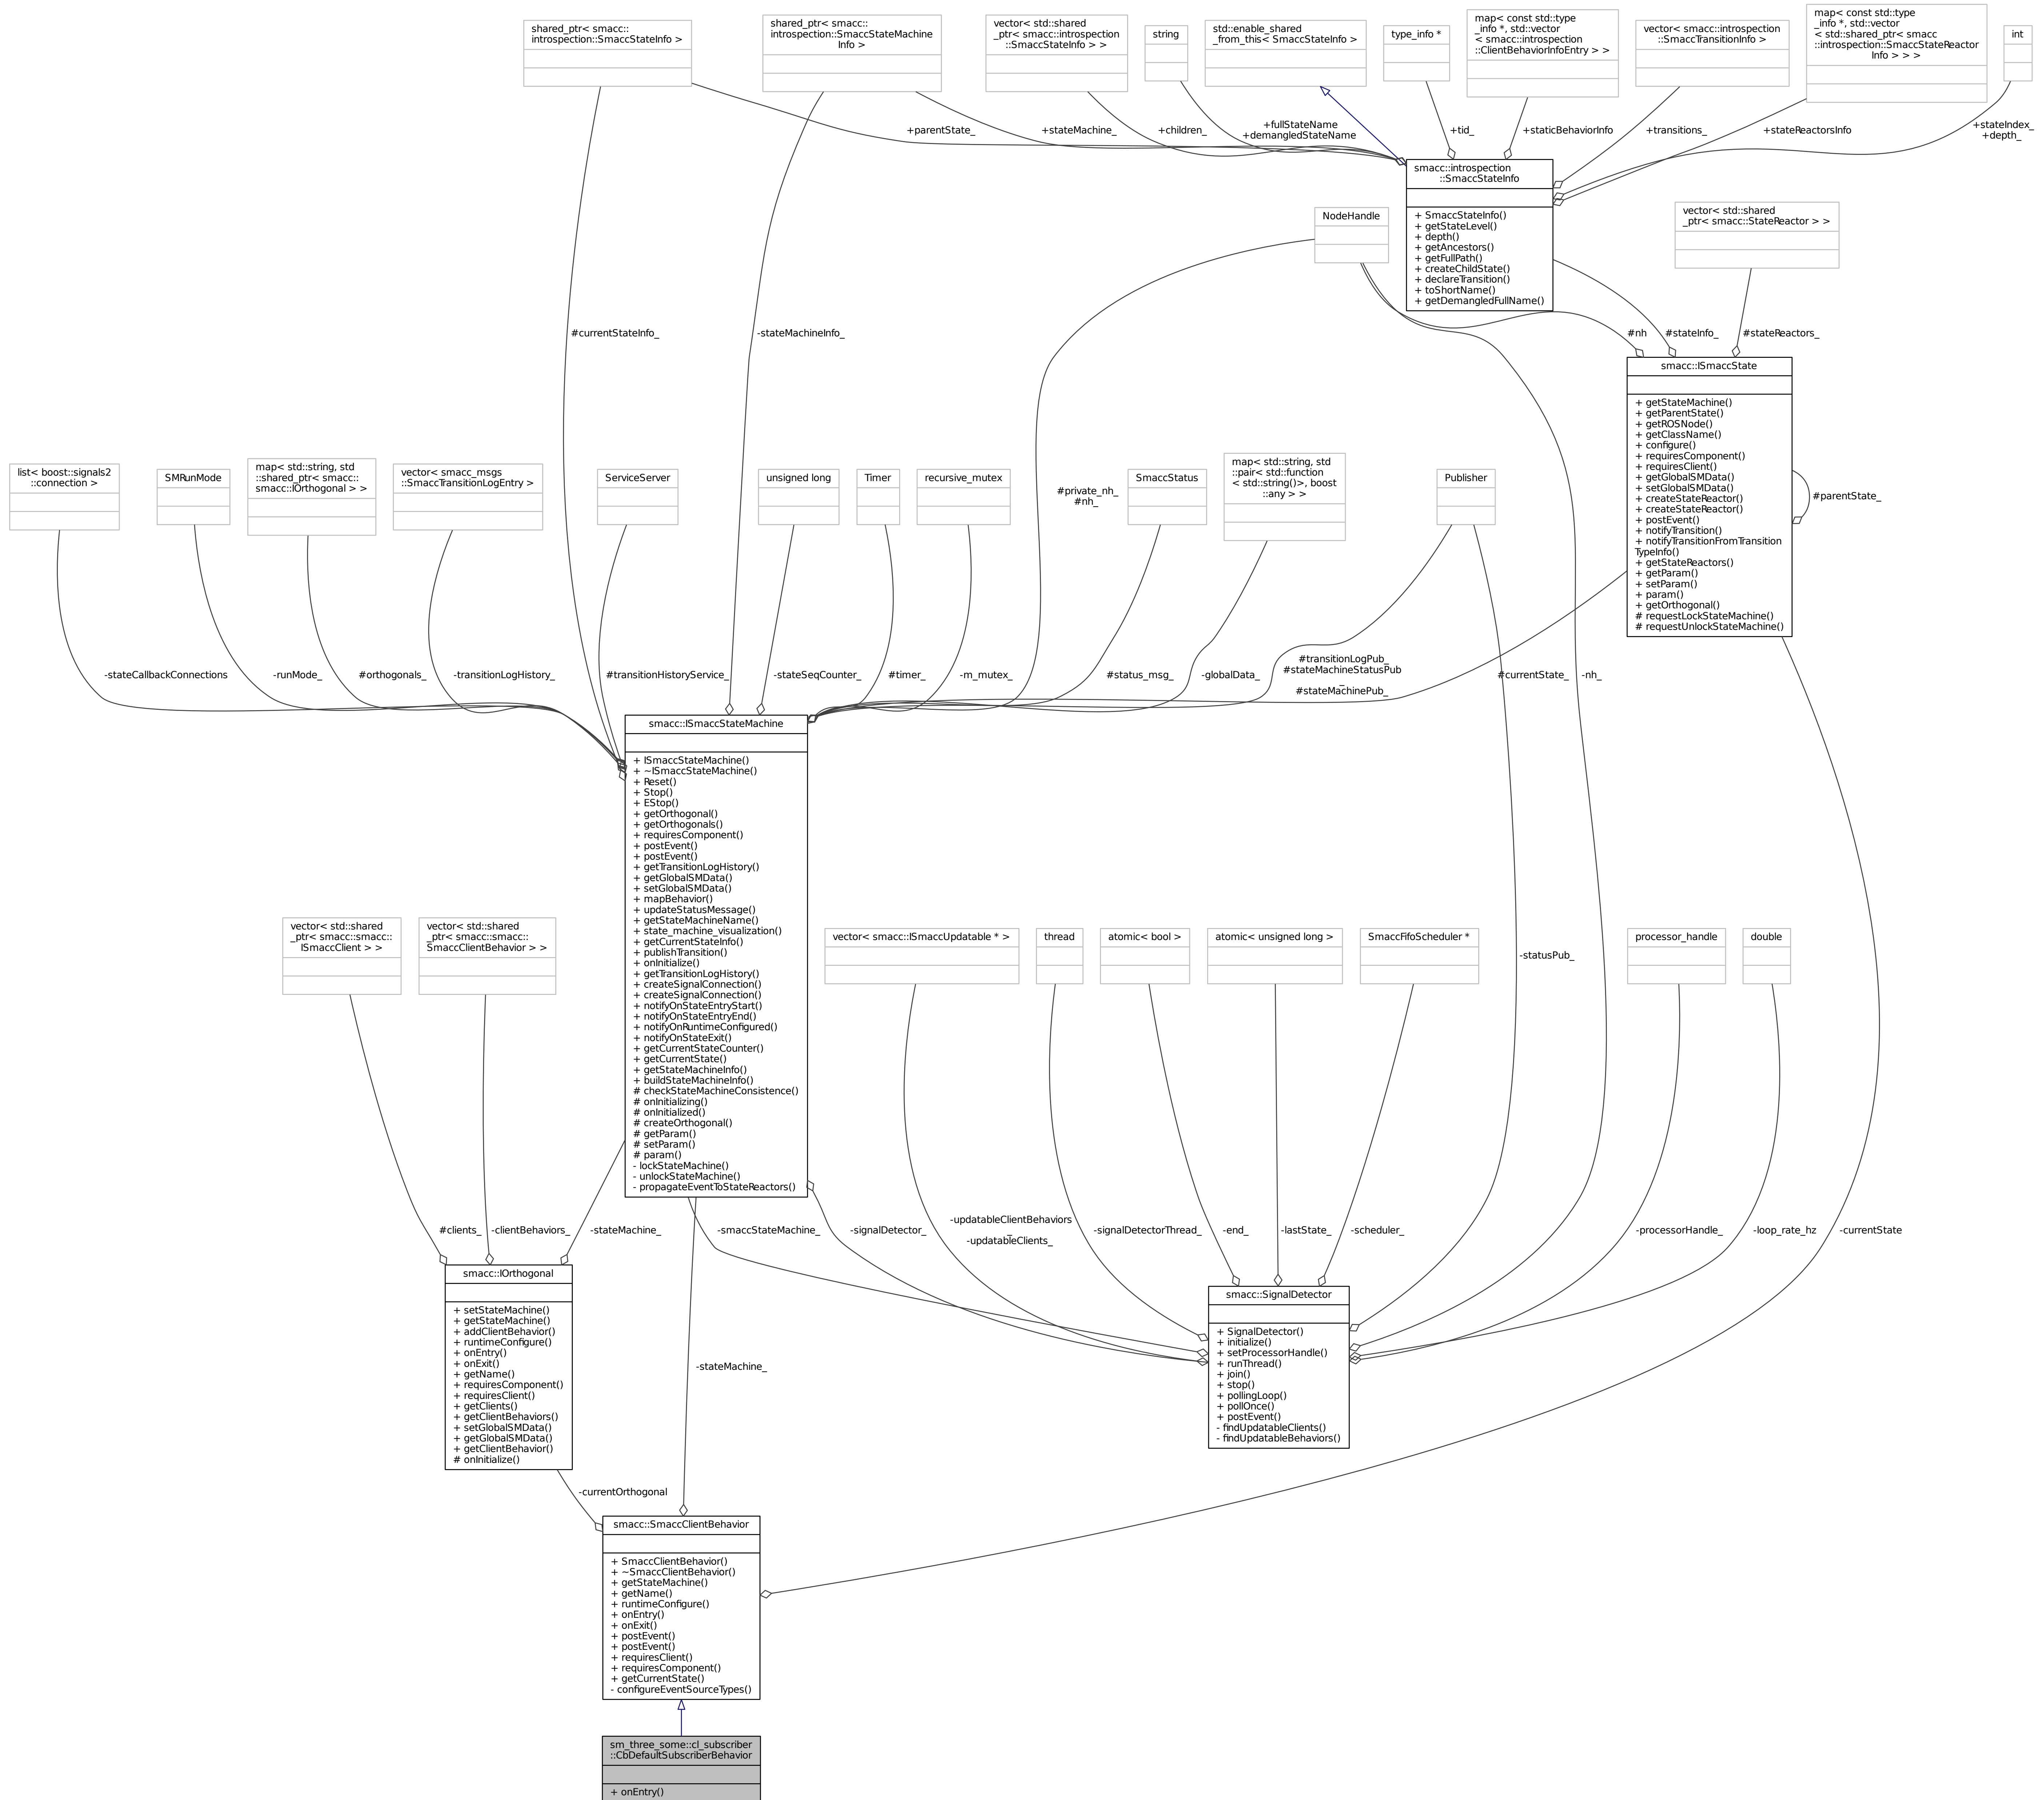 shared_ptr< smacc::
introspection::SmaccStateInfo >
shared_ptr< smacc::
introspection::SmaccStateMachine
Info >
vector< std::shared
_ptr< smacc::introspection
::SmaccStateInfo > >
string
std::enable_shared
_from_this< SmaccStateInfo >
type_info *
map< const std::type
_info *, std::vector
< smacc::introspection
::ClientBehaviorInfoEntry > >
vector< smacc::introspection
::SmaccTransitionInfo >
map< const std::type
_info *, std::vector
< std::shared_ptr< smacc
::introspection::SmaccStateReactor
Info > > >
int
+parentState_
+stateMachine_
+children_
+fullStateName
+demangledStateName
+tid_
+staticBehaviorInfo
+transitions_
+stateReactorsInfo
+stateIndex_
+depth_
smacc::introspection
::SmaccStateInfo
+ SmaccStateInfo()
+ getStateLevel()
+ depth()
+ getAncestors()
+ getFullPath()
+ createChildState()
+ declareTransition()
+ toShortName()
+ getDemangledFullName()
NodeHandle
vector< std::shared
_ptr< smacc::StateReactor > >
#currentStateInfo_
-stateMachineInfo_
#nh
#stateInfo_
#stateReactors_
smacc::ISmaccState
+ getStateMachine()
+ getParentState()
+ getROSNode()
+ getClassName()
+ configure()
+ requiresComponent()
+ requiresClient()
+ getGlobalSMData()
+ setGlobalSMData()
+ createStateReactor()
+ createStateReactor()
+ postEvent()
+ notifyTransition()
+ notifyTransitionFromTransition
TypeInfo()
+ getStateReactors()
+ getParam()
+ setParam()
+ param()
+ getOrthogonal()
# requestLockStateMachine()
# requestUnlockStateMachine()
#parentState_
list< boost::signals2
::connection >
SMRunMode
map< std::string, std
::shared_ptr< smacc::
smacc::IOrthogonal > >
vector< smacc_msgs
::SmaccTransitionLogEntry >
ServiceServer
unsigned long
Timer
recursive_mutex
#private_nh_
#nh_
SmaccStatus
map< std::string, std
::pair< std::function
< std::string()>, boost
::any > >
Publisher
-stateCallbackConnections
-runMode_
#orthogonals_
-transitionLogHistory_
#transitionHistoryService_
-stateSeqCounter_
#timer_
-m_mutex_
#status_msg_
-globalData_
#transitionLogPub_
#stateMachineStatusPub
_
#stateMachinePub_
#currentState_
-nh_
smacc::ISmaccStateMachine
+ ISmaccStateMachine()
+ ~ISmaccStateMachine()
+ Reset()
+ Stop()
+ EStop()
+ getOrthogonal()
+ getOrthogonals()
+ requiresComponent()
+ postEvent()
+ postEvent()
+ getTransitionLogHistory()
+ getGlobalSMData()
+ setGlobalSMData()
+ mapBehavior()
+ updateStatusMessage()
+ getStateMachineName()
+ state_machine_visualization()
+ getCurrentStateInfo()
+ publishTransition()
+ onInitialize()
+ getTransitionLogHistory()
+ createSignalConnection()
+ createSignalConnection()
+ notifyOnStateEntryStart()
+ notifyOnStateEntryEnd()
+ notifyOnRuntimeConfigured()
+ notifyOnStateExit()
+ getCurrentStateCounter()
+ getCurrentState()
+ getStateMachineInfo()
+ buildStateMachineInfo()
# checkStateMachineConsistence()
# onInitializing()
# onInitialized()
# createOrthogonal()
# getParam()
# setParam()
# param()
- lockStateMachine()
- unlockStateMachine()
- propagateEventToStateReactors()
vector< std::shared
_ptr< smacc::smacc::
ISmaccClient > >
vector< std::shared
_ptr< smacc::smacc::
SmaccClientBehavior > >
vector< smacc::ISmaccUpdatable * >
thread
atomic< bool >
atomic< unsigned long >
SmaccFifoScheduler *
-statusPub_
processor_handle
double
#clients_
-clientBehaviors_
-stateMachine_
-smaccStateMachine_
-signalDetector_
-updatableClientBehaviors
_
-updatableClients_
-signalDetectorThread_
-end_
-lastState_
-scheduler_
-processorHandle_
-loop_rate_hz
-currentState
smacc::IOrthogonal
+ setStateMachine()
+ getStateMachine()
+ addClientBehavior()
+ runtimeConfigure()
+ onEntry()
+ onExit()
+ getName()
+ requiresComponent()
+ requiresClient()
+ getClients()
+ getClientBehaviors()
+ setGlobalSMData()
+ getGlobalSMData()
+ getClientBehavior()
# onInitialize()
smacc::SignalDetector
+ SignalDetector()
+ initialize()
+ setProcessorHandle()
+ runThread()
+ join()
+ stop()
+ pollingLoop()
+ pollOnce()
+ postEvent()
- findUpdatableClients()
- findUpdatableBehaviors()
-stateMachine_
-currentOrthogonal
smacc::SmaccClientBehavior
+ SmaccClientBehavior()
+ ~SmaccClientBehavior()
+ getStateMachine()
+ getName()
+ runtimeConfigure()
+ onEntry()
+ onExit()
+ postEvent()
+ postEvent()
+ requiresClient()
+ requiresComponent()
+ getCurrentState()
- configureEventSourceTypes()
sm_three_some::cl_subscriber
::CbDefaultSubscriberBehavior
+ onEntry()